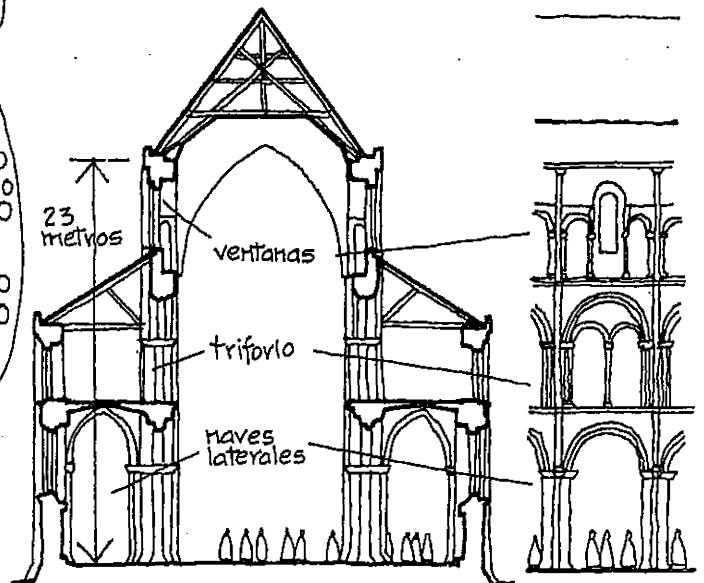 23
metros
ventanas
triforio
naves
laterales